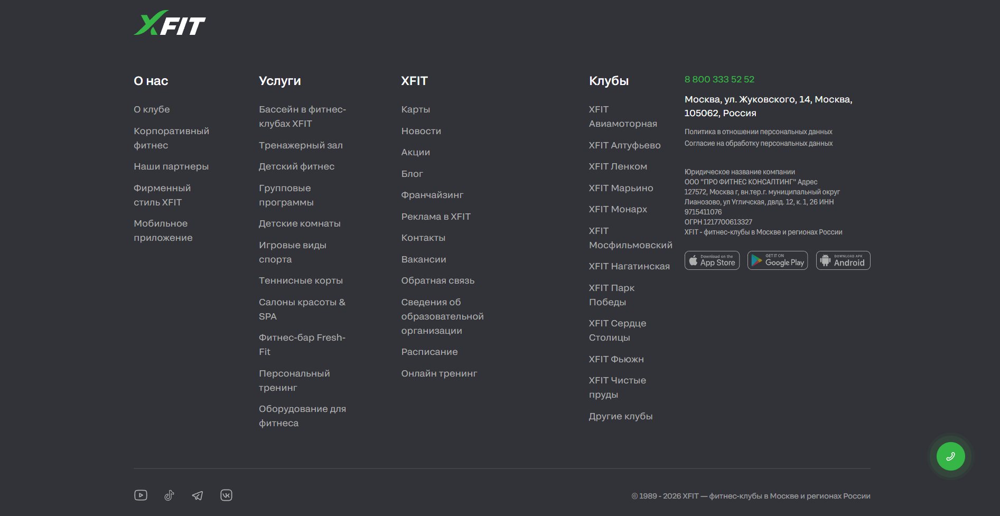 XFIT
О нас
О клубе
Корпоративный
фитнес
Наши партнеры
Фирменный
стиль XFIT
Мобильное
приложение
Услуги
Бассейн в фитнес-
клубах XFIT
Тренажерный зал
Детский фитнес
Групповые
программы
Детские комнаты
Игровые виды
спорта
Теннисные корты
Салоны красоты &
SPA
Фитнес-бар Fresh-
Fit
Персональный
тренинг
Оборудование для
фитнеса
XFIT
Карты
Новости
Акции
Блог
Франчайзинг
Реклама в XFIT
Контакты
Вакансии
Обратная связь
Сведения об
образовательной
организации
Расписание
Онлайн тренинг
Клубы
XFIT
Авиамоторная
XFIT Алтуфьево
XFIT Ленком
XFIT Марьино
XFIT Монарх
XFIT
Мосфильмовский
XFIT Нагатинская
XFIT Парк
Победы
XFIT Сердце
Столицы
XFIT Фьюжн
XFIT Чистые
пруды
Другие клубы
8 800 333 52 52
Москва, ул. Жуковского, 14, Москва,
105062, Россия
Политика в отношении персональных данных
Согласие на обработку персональных данных
Юридическое название компании
ООО "ПРО ФИТНЕС КОНСАЛТИНГ" Адрес
127572, Москва г, вн.тер.г. муниципальный округ
Лианозово, ул Угличская, двлд. 12, к. 1, 26 ИНН
9715411076
ОГРН 1217700613327
XFIT - фитнес-клубы в Москве и регионах России
Download on the
App Store
GET IT ON
Google Play
DOWNLOAD APK
Android
© 1989 - 2026 XFIT — фитнес-клубы в Москве и регионах России